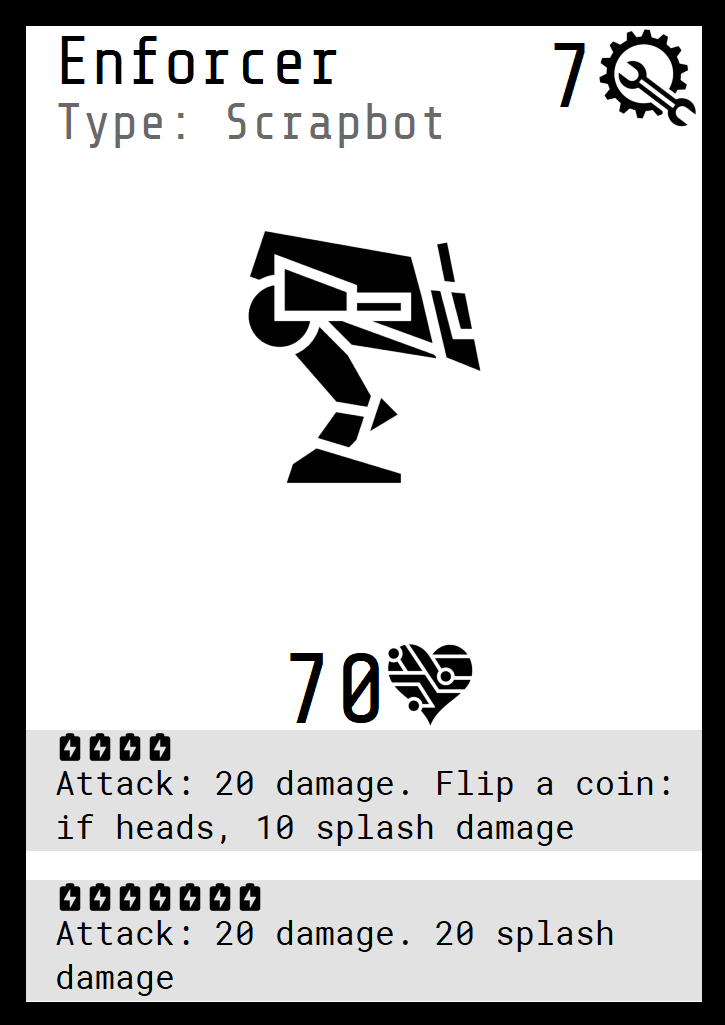 Enforcer
7
Type: Scrapbot
70
Attack: 20 damage. Flip a coin:
if heads, 10 splash damage
Attack: 20 damage. 20 splash
damage